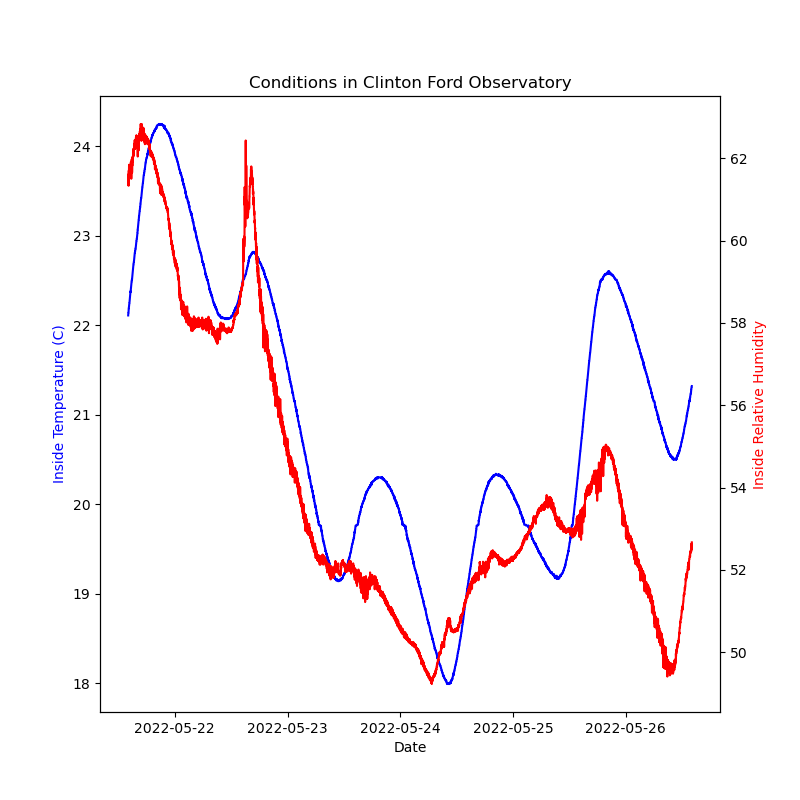 Conditions in Clinton Ford Observatory
Inside Temperature (C)
24
23
22
21
20
19
18
62
60
58
56
54
52
50
Inside Relative Humidity
2022-05-22 2022-05-23 2022-05-24 2022-05-25 2022-05-26
Date